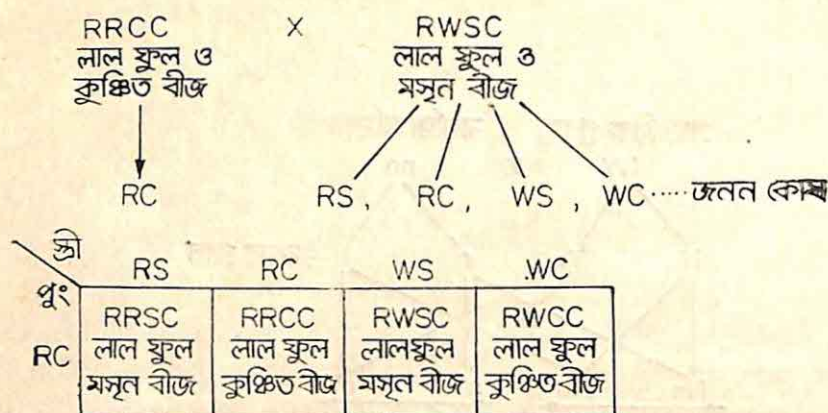 RRCC X RWSC
লাল ফুল ও লাল ফুল ও
কুঞ্চিত বীজ মসৃন বীজ
RC RS, RC, WS, WC ..... জনন কোষ
স্ত্রী
পুং RS RC WS WC
RRSC RRCC RWSC RWCC
RC লাল ফুল লাল ফুল লালফুল লাল ফুল
মসৃন বীজ কুঞ্চিত বীজ মসৃন বীজ কুঞ্চিত বীজ